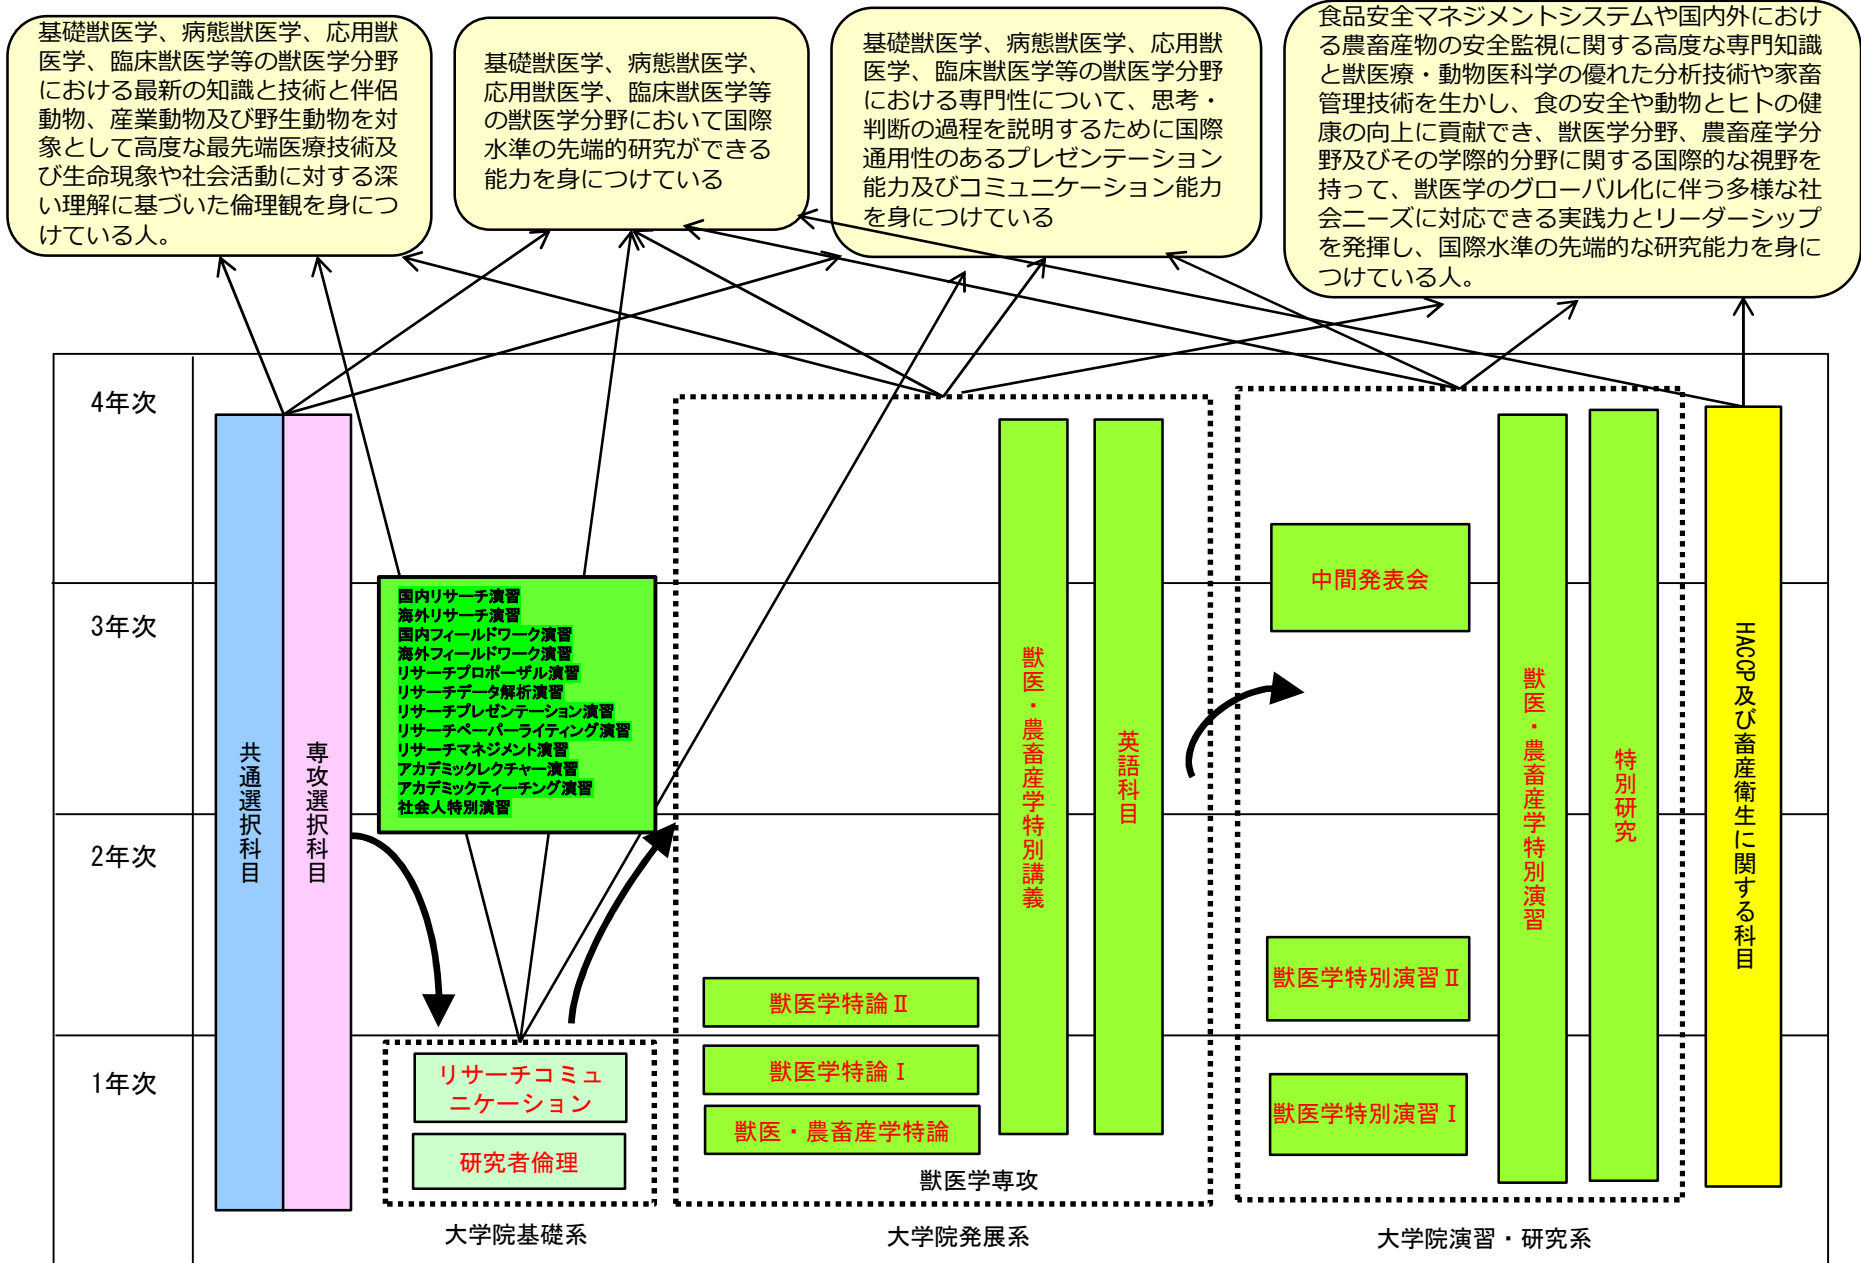 基礎獣医学、病態獣医学、応用獣
医学、臨床獣医学等の獣医学分野
における最新の知識と技術と伴侶
動物、産業動物及び野生動物を対
象として高度な最先端医療技術及
び生命現象や社会活動に対する深
い理解に基づいた倫理観を身につ
けている人。
基礎獣医学、病態獣医学、
応用獣医学、臨床獣医学等
の獣医学分野において国際
水準の先端的研究ができる
能力を身につけている
基礎獣医学、病態獣医学、応用獣
医学、臨床獣医学等の獣医学分野
における専門性について、思考・
判断の過程を説明するために国際
通用性のあるプレゼンテーション
能力及びコミュニケーション能力
を身につけている
食品安全マネジメントシステムや国内外におけ
る農畜産物の安全監視に関する高度な専門知識
と獣医療・動物医科学の優れた分析技術や家畜
管理技術を生かし、食の安全や動物とヒトの健
康の向上に貢献でき、獣医学分野、農畜産学分
野及びその学際的分野に関する国際的な視野を
持って、獣医学のグローバル化に伴う多様な社
会ニーズに対応できる実践力とリーダーシップ
を発揮し、国際水準の先端的な研究能力を身に
つけている人。
4年次
3年次
2年次
1年次
共通選択科目
専攻選択科目
国内リサーチ演習
海外リサーチ演習
国内フィールドワーク演習
海外フィールドワーク演習
リサーチプロポーザル演習
リサーチデータ解析演習
リサーチプレゼンテーション演習
リサーチペーパーライティング演習
リサーチマネジメント演習
アカデミックレクチャー演習
アカデミックティーチング演習
社会人特別演習
リサーチコミュ
ニケーション
研究者倫理
大学院基礎系
獣医学特論Ⅱ
獣医学特論Ⅰ
獣医・農畜産学特論
獣医・農畜産学特別講義
英語科目
獣医学専攻
大学院発展系
中間発表会
獣医学特別演習Ⅱ
獣医学特別演習Ⅰ
獣医・農畜産学特別演習
特別研究
大学院演習・研究系
HACCP及び畜産衛生に関する科目